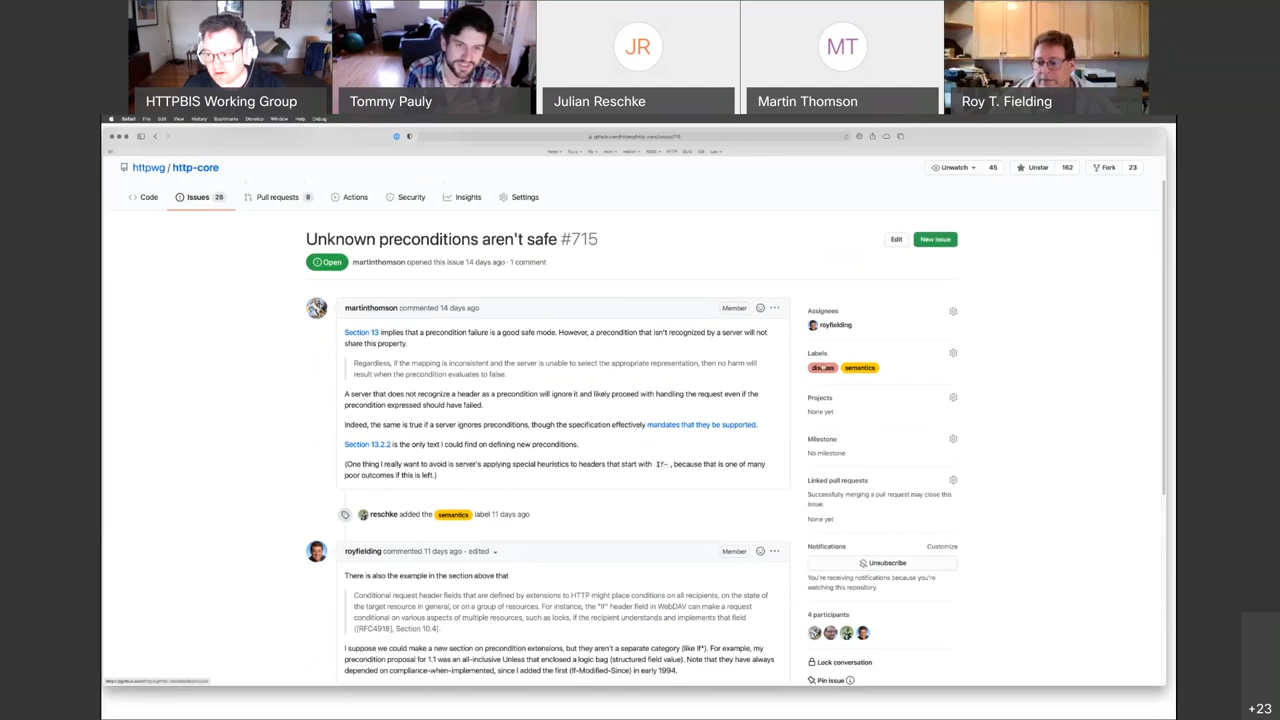 JR
MT
HTTPBIS Working Group
Tommy Pauly
Julian Reschke
Martin Thomson
Roy T. Fielding
Safari File Edit View History Bookmarks Develop Window Help Debug
httpwg / http-core
Unwatch 45 Unstar 162 Fork 23
Code Issues 28 Pull requests 8 Actions Security Insights Settings
Unknown preconditions aren't safe #715
Edit New issue
Open martinthomson opened this issue 14 days ago · 1 comment
martinthomson commented 14 days ago Member ···
Section 13 implies that a precondition failure is a good safe mode. However, a precondition that isn't recognized by a server will not
share this property.
Regardless, if the mapping is inconsistent and the server is unable to select the appropriate representation, then no harm will
result when the precondition evaluates to false.
A server that does not recognize a header as a precondition will ignore it and likely proceed with handling the request even if the
precondition expressed should have failed.
Indeed, the same is true if a server ignores preconditions, though the specification effectively mandates that they be supported.
Section 13.2.2 is the only text I could find on defining new preconditions.
(One thing I really want to avoid is server's applying special heuristics to headers that start with If-, because that is one of many
poor outcomes if this is left.)
reschke added the semantics label 11 days ago
royfielding commented 11 days ago · edited Member ···
There is also the example in the section above that
Conditional request header fields that are defined by extensions to HTTP might place conditions on all recipients, on the state of
the target resource in general, or on a group of resources. For instance, the "If" header field in WebDAV can make a request
conditional on various aspects of multiple resources, such as locks, if the recipient understands and implements that field
([RFC4918], Section 10.4).
I suppose we could make a new section on precondition extensions, but they aren't a separate category (like If*). For example, my
precondition proposal for 1.1 was an all-inclusive Unless that enclosed a logic bag (structured field value). Note that they have always
depended on compliance-when-implemented, since I added the first (If-Modified-Since) in early 1994.
Assignees
royfielding
Labels
discuss semantics
Projects
None yet
Milestone
No milestone
Linked pull requests
Successfully merging a pull request may close this
issue.
None yet
Notifications Customize
Unsubscribe
You're receiving notifications because you're
watching this repository.
4 participants
Lock conversation
Pin issue
+23